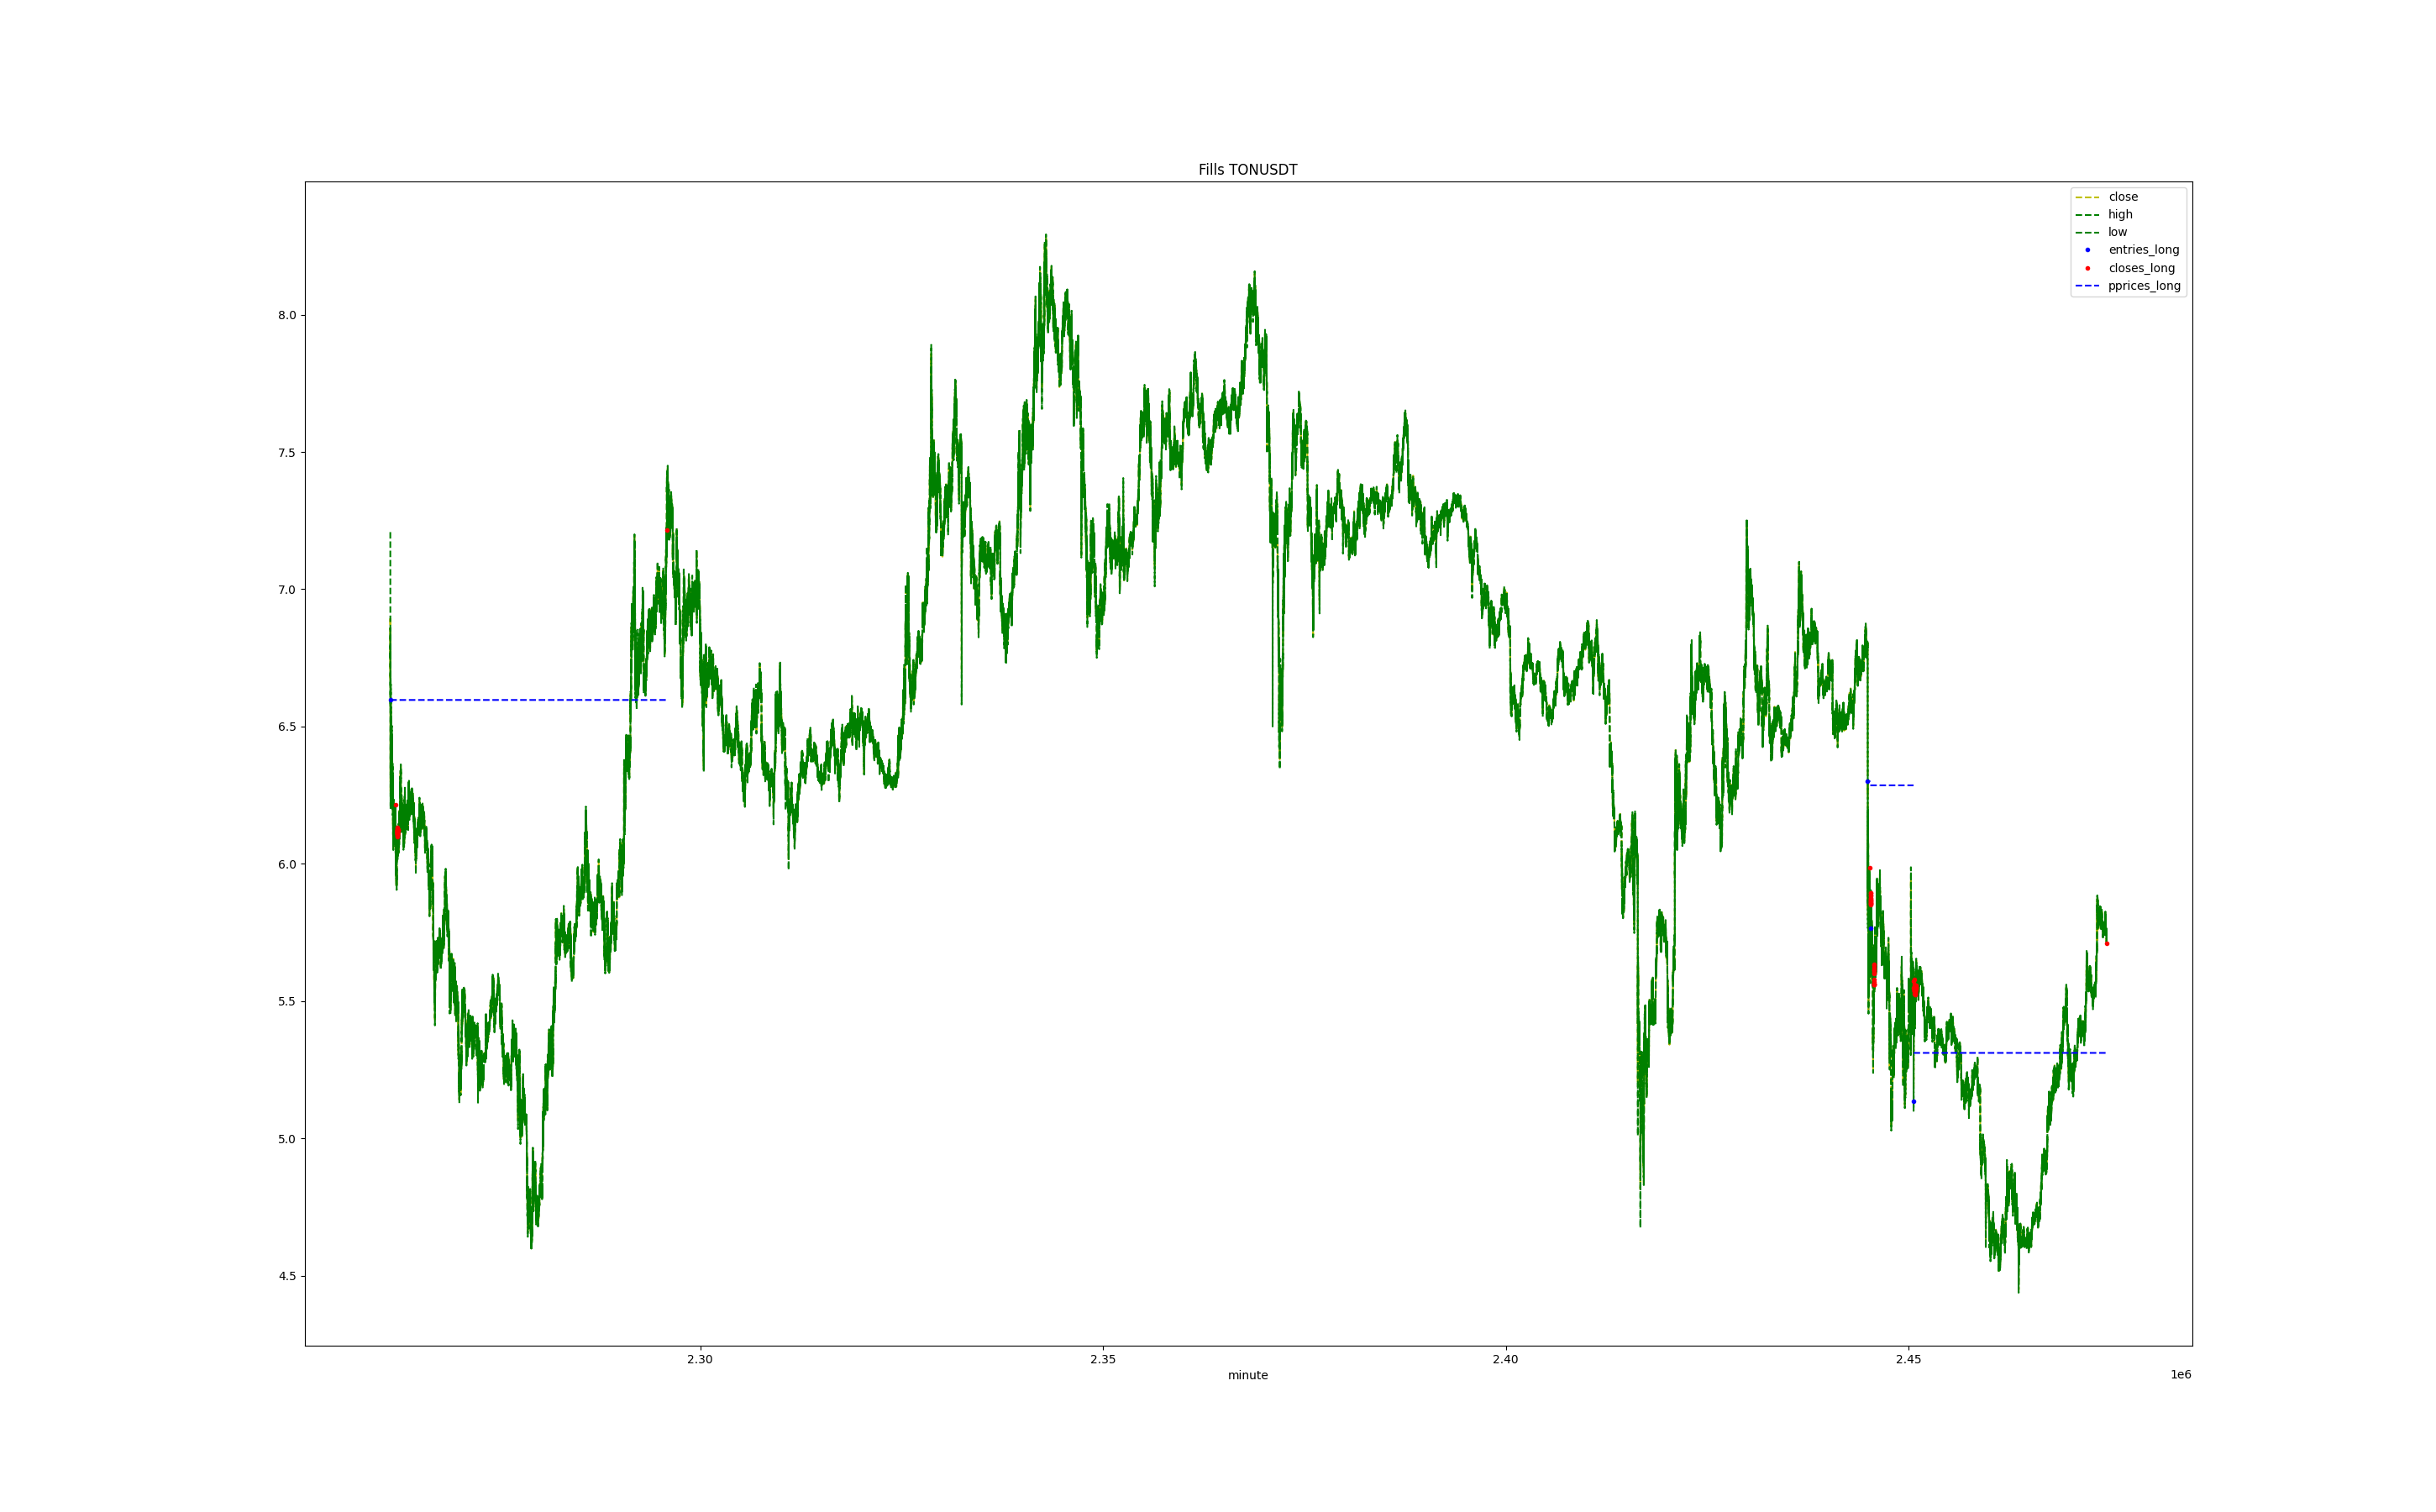 Fills TONUSDT
close
high
low
entries_long
closes_long
pprices_long
8.0
7.5
7.0
6.5
6.0
5.5
5.0
4.5
2.30
2.35
2.40
2.45
minute
1e6